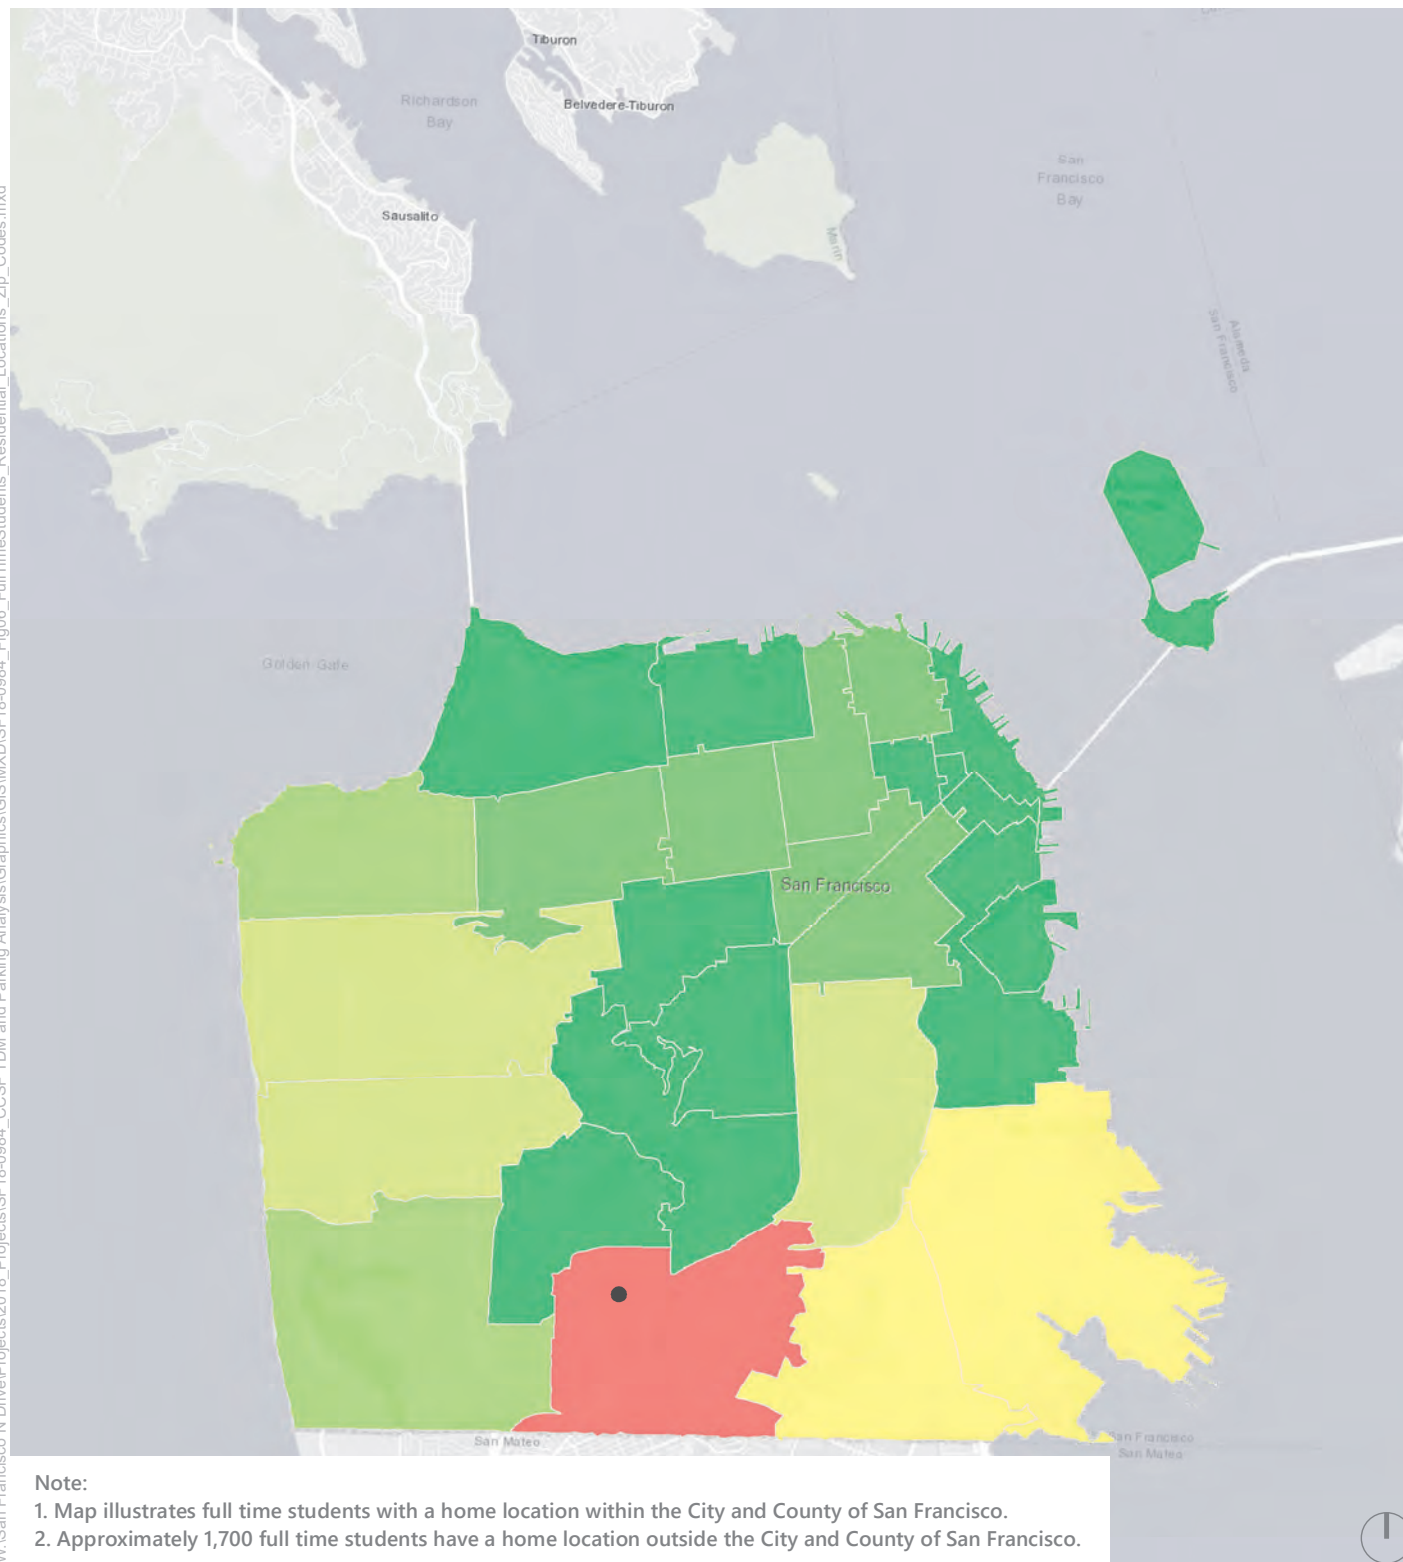 Tiburon
Richardson
Bay
Belvedere-Tiburon
San
Francisco
Bay
Sausalito
Marin
Alameda
San Francisco
Golden Gate
San Francisco
San Mateo
San Francisco
San Mateo
Note:
1. Map illustrates full time students with a home location within the City and County of San Francisco.
2. Approximately 1,700 full time students have a home location outside the City and County of San Francisco.